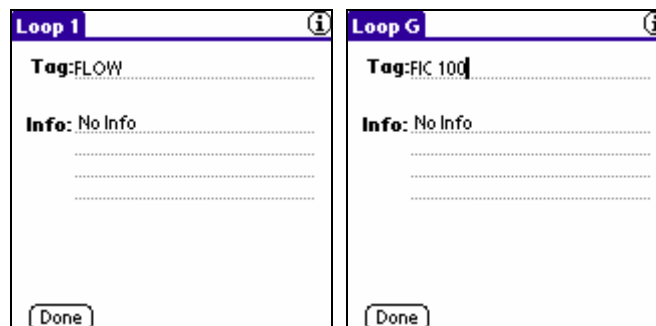 Loop 1
Tag: FLOW
Info: No Info
Done
Loop G
Tag: FIC 100
Info: No Info
Done